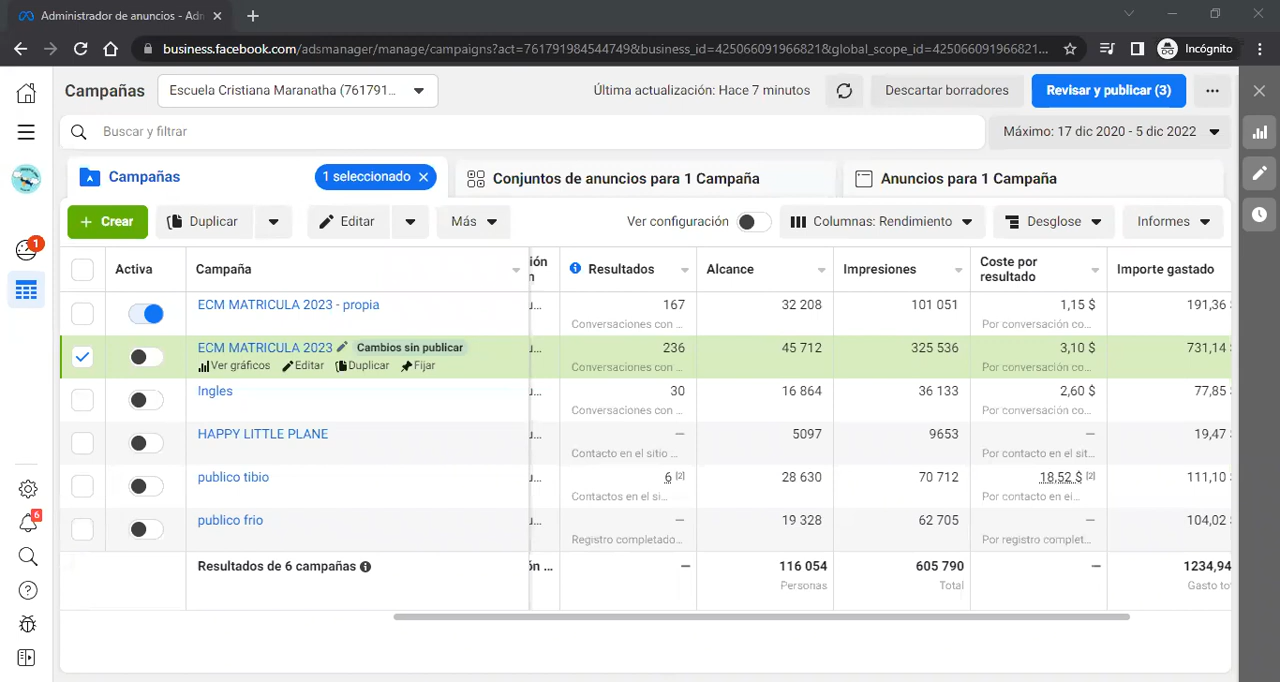 Administrador de anuncios - Adn
business.facebook.com/adsmanager/manage/campaigns?act=761791984544749&business_id=425066091966821&global_scope_id=425066091966821...
Incógnito
Campañas
Escuela Cristiana Maranatha (761791...
Última actualización: Hace 7 minutos
Descartar borradores
Revisar y publicar (3)
Buscar y filtrar
Máximo: 17 dic 2020 - 5 dic 2022
Campañas
1 seleccionado
Conjuntos de anuncios para 1 Campaña
Anuncios para 1 Campaña
+ Crear
Duplicar
Editar
Más
Ver configuración
Columnas: Rendimiento
Desglose
Informes
1
Activa
Campaña
ión
n
Resultados
Alcance
Impresiones
Coste por
resultado
Importe gastado
ECM MATRICULA 2023 - propia
u...
167
32 208
101 051
1,15 $
191,36
Conversaciones con ...
Por conversación co...
ECM MATRICULA 2023
Cambios sin publicar
u...
236
45 712
325 536
3,10 $
731,14
Ver gráficos
Editar
Duplicar
Fijar
Conversaciones con ...
Por conversación co...
Ingles
u...
30
16 864
36 133
2,60 $
77,85
Conversaciones con ...
Por conversación co...
HAPPY LITTLE PLANE
u...
—
5097
9653
—
19,47
Contacto en el sitio ...
Por contacto en el sit...
publico tibio
u...
6 [2]
28 630
70 712
18,52 $ [2]
111,10
Contactos en el si...
Por contacto en ei...
publico frio
u...
—
19 328
62 705
—
104,02
Registro completado...
Por registro complet...
Resultados de 6 campañas
ón ...
—
116 054
605 790
—
1234,94
Personas
Total
Gasto to
6